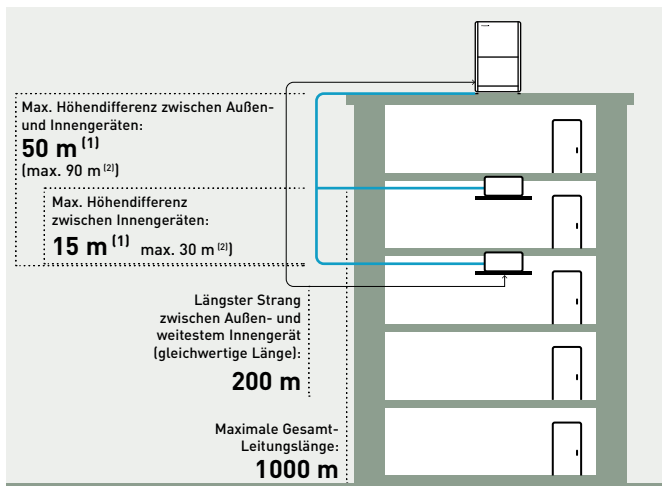 Max. Höhendifferenz zwischen Außen-
und Innengeräten:
50 m (1)
(max. 90 m (2))
Max. Höhendifferenz
zwischen Innengeräten:
15 m (1) max. 30 m (2))
Längster Strang
zwischen Außen- und
weitestem Innengerät
(gleichwertige Länge):
200 m
Maximale Gesamt-
Leitungslänge:
1000 m